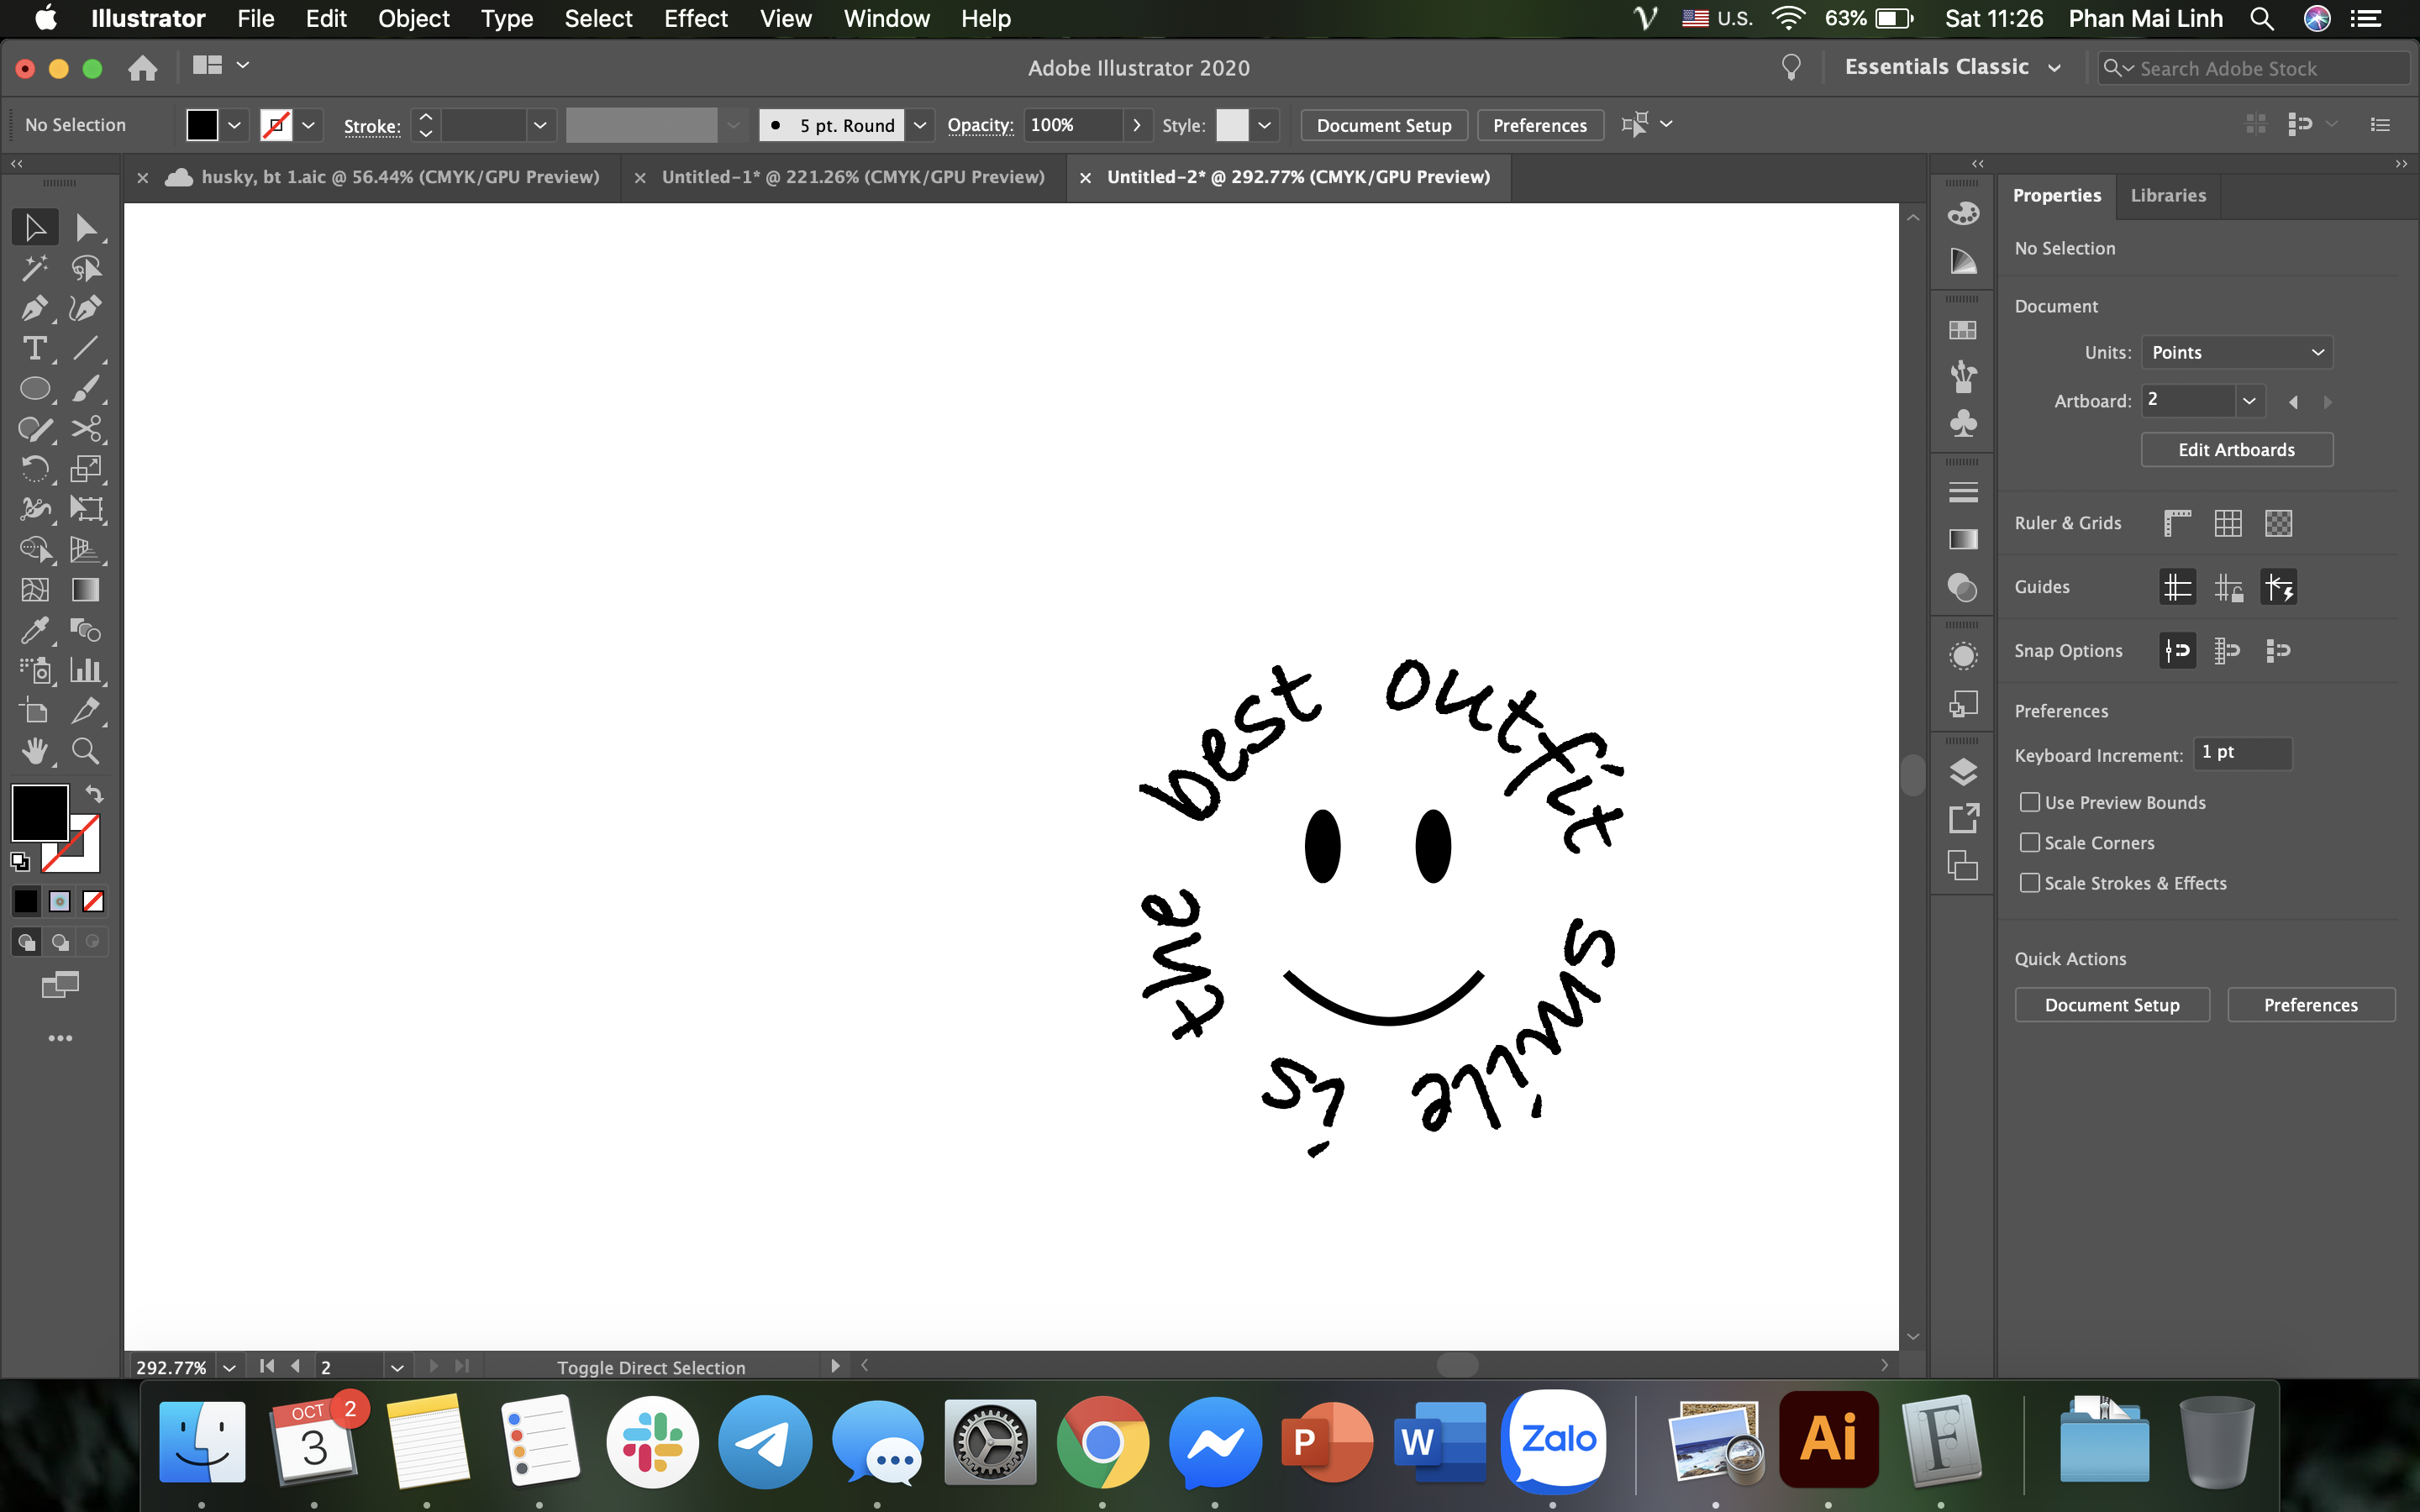 Illustrator File Edit Object Type Select Effect View Window Help U.S. 63% Sat 11:26 Phan Mai Linh
Adobe Illustrator 2020 Essentials Classic Search Adobe Stock
No Selection Stroke: 5 pt. Round Opacity: 100% Style: Document Setup Preferences
husky, bt 1.aic @ 56.44% (CMYK/GPU Preview) Untitled-1* @ 221.26% (CMYK/GPU Preview) Untitled-2* @ 292.77% (CMYK/GPU Preview)
Properties Libraries
No Selection
Document
Units: Points
Artboard: 2
Edit Artboards
Ruler & Grids
Guides
Snap Options
Preferences
Keyboard Increment: 1 pt
Use Preview Bounds
Scale Corners
Scale Strokes & Effects
Quick Actions
Document Setup Preferences
smile is the best outfit
292.77% 2 Toggle Direct Selection
OCT 2
3
P W Zalo Ai F